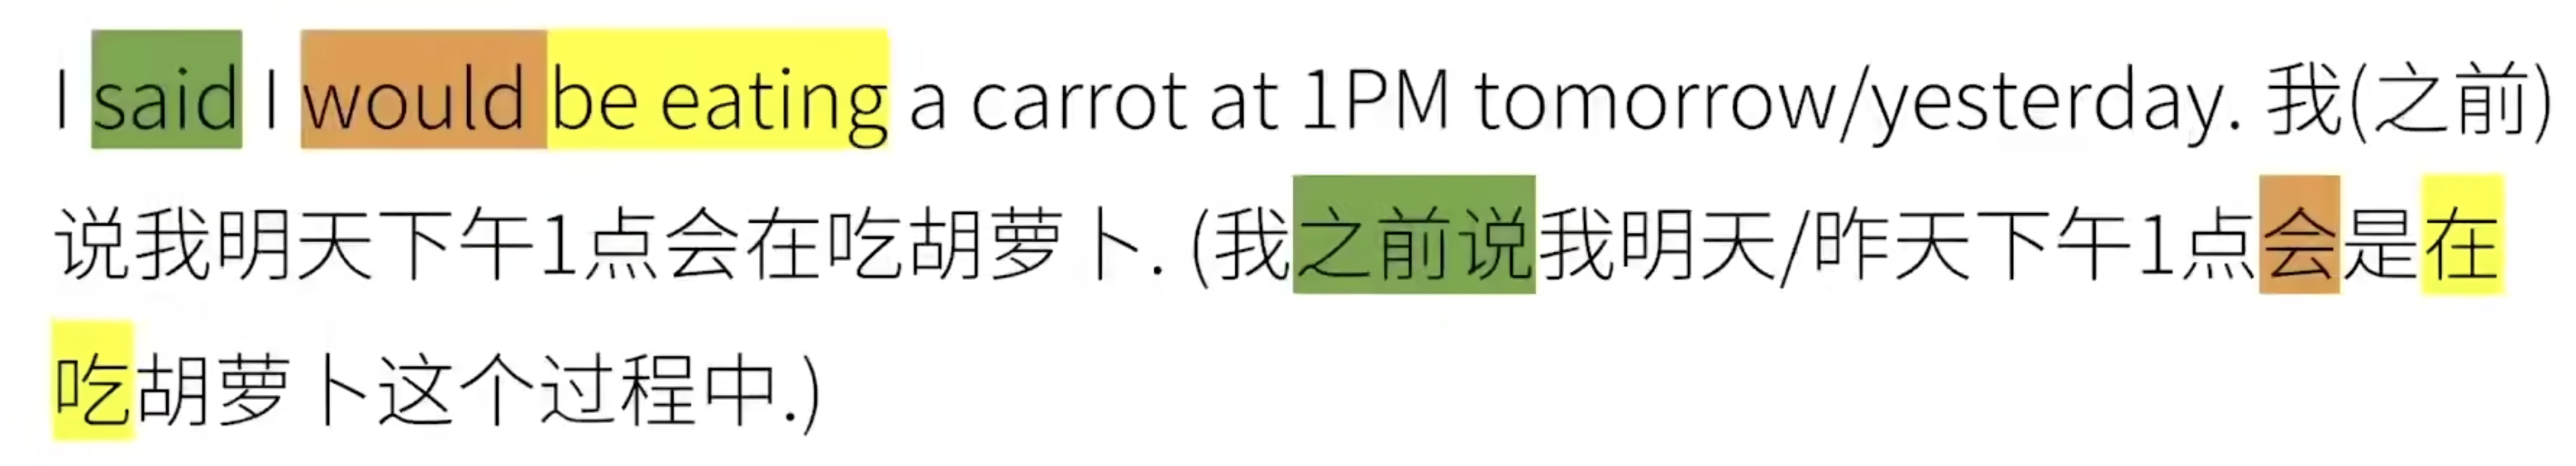 I said I would be eating a carrot at 1PM tomorrow/yesterday. 我(之前)
说我明天下午1点会在吃胡萝卜. (我之前说我明天/昨天下午1点会是在
吃胡萝卜这个过程中.)